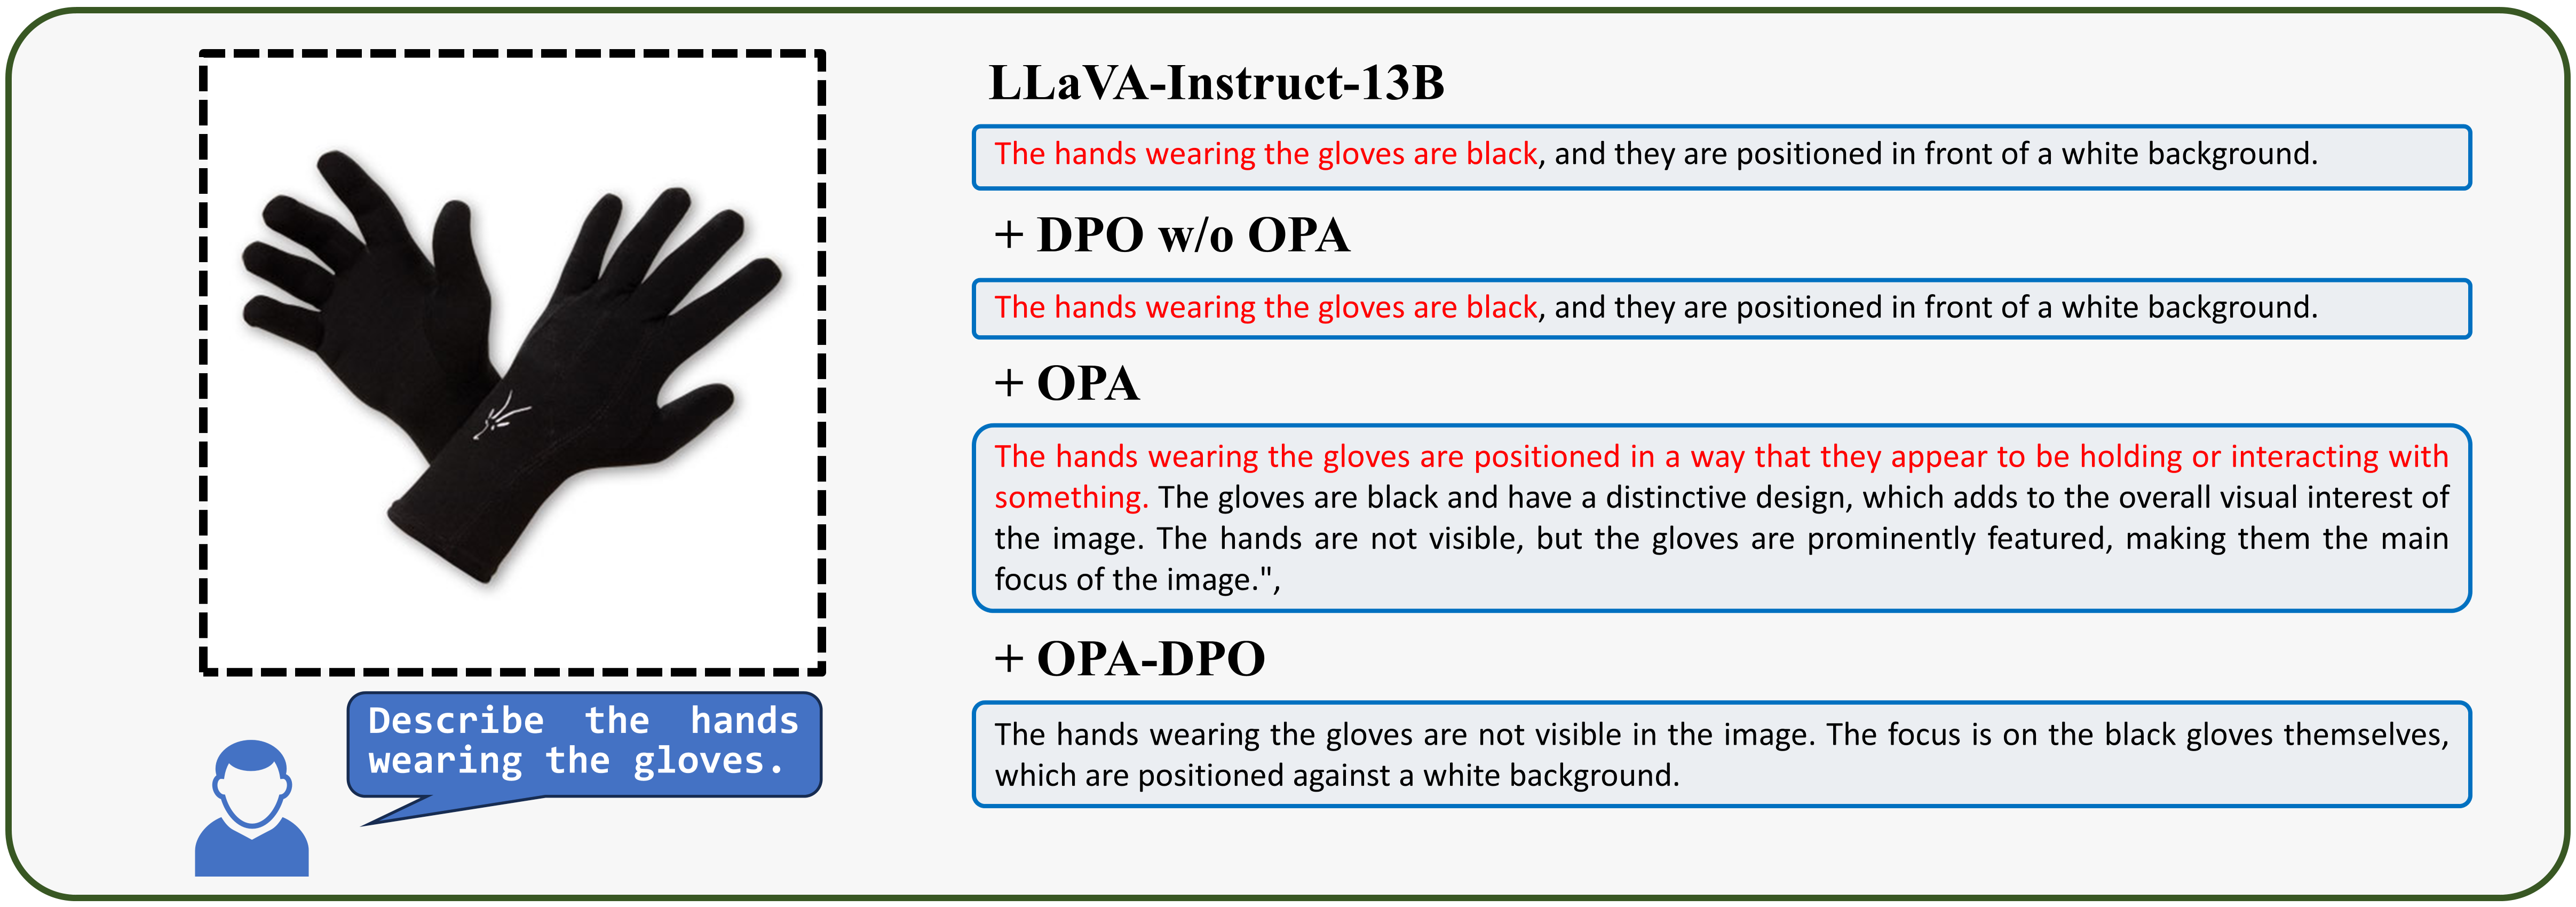 LLaVA-Instruct-13B
The hands wearing the gloves are black, and they are positioned in front of a white background.
+ DPO w/o OPA
The hands wearing the gloves are black, and they are positioned in front of a white background.
+ OPA
The hands wearing the gloves are positioned in a way that they appear to be holding or interacting with
something. The gloves are black and have a distinctive design, which adds to the overall visual interest of
the image. The hands are not visible, but the gloves are prominently featured, making them the main
focus of the image.",
+ OPA-DPO
The hands wearing the gloves are not visible in the image. The focus is on the black gloves themselves,
which are positioned against a white background.
Describe the hands
wearing the gloves.